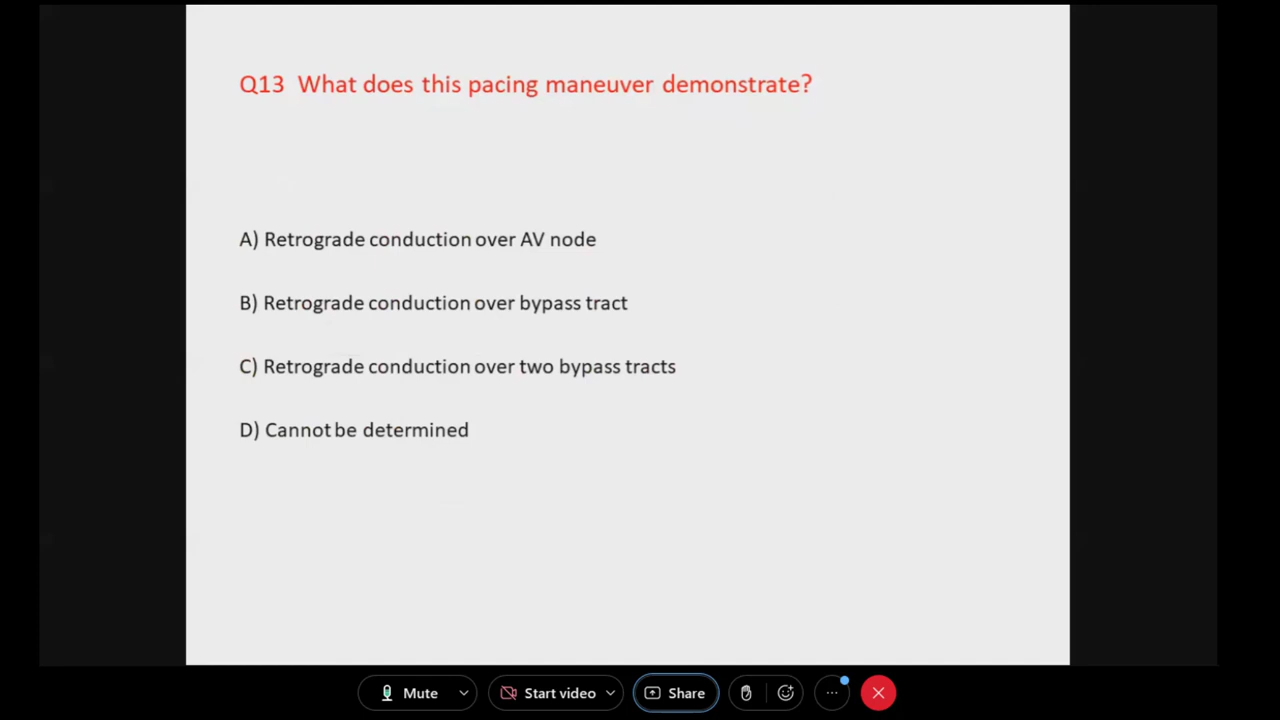 Q13 What does this pacing maneuver demonstrate?
A) Retrograde conduction over AV node
B) Retrograde conduction over bypass tract
C) Retrograde conduction over two bypass tracts
D) Cannot be determined
Mute
Start video
Share